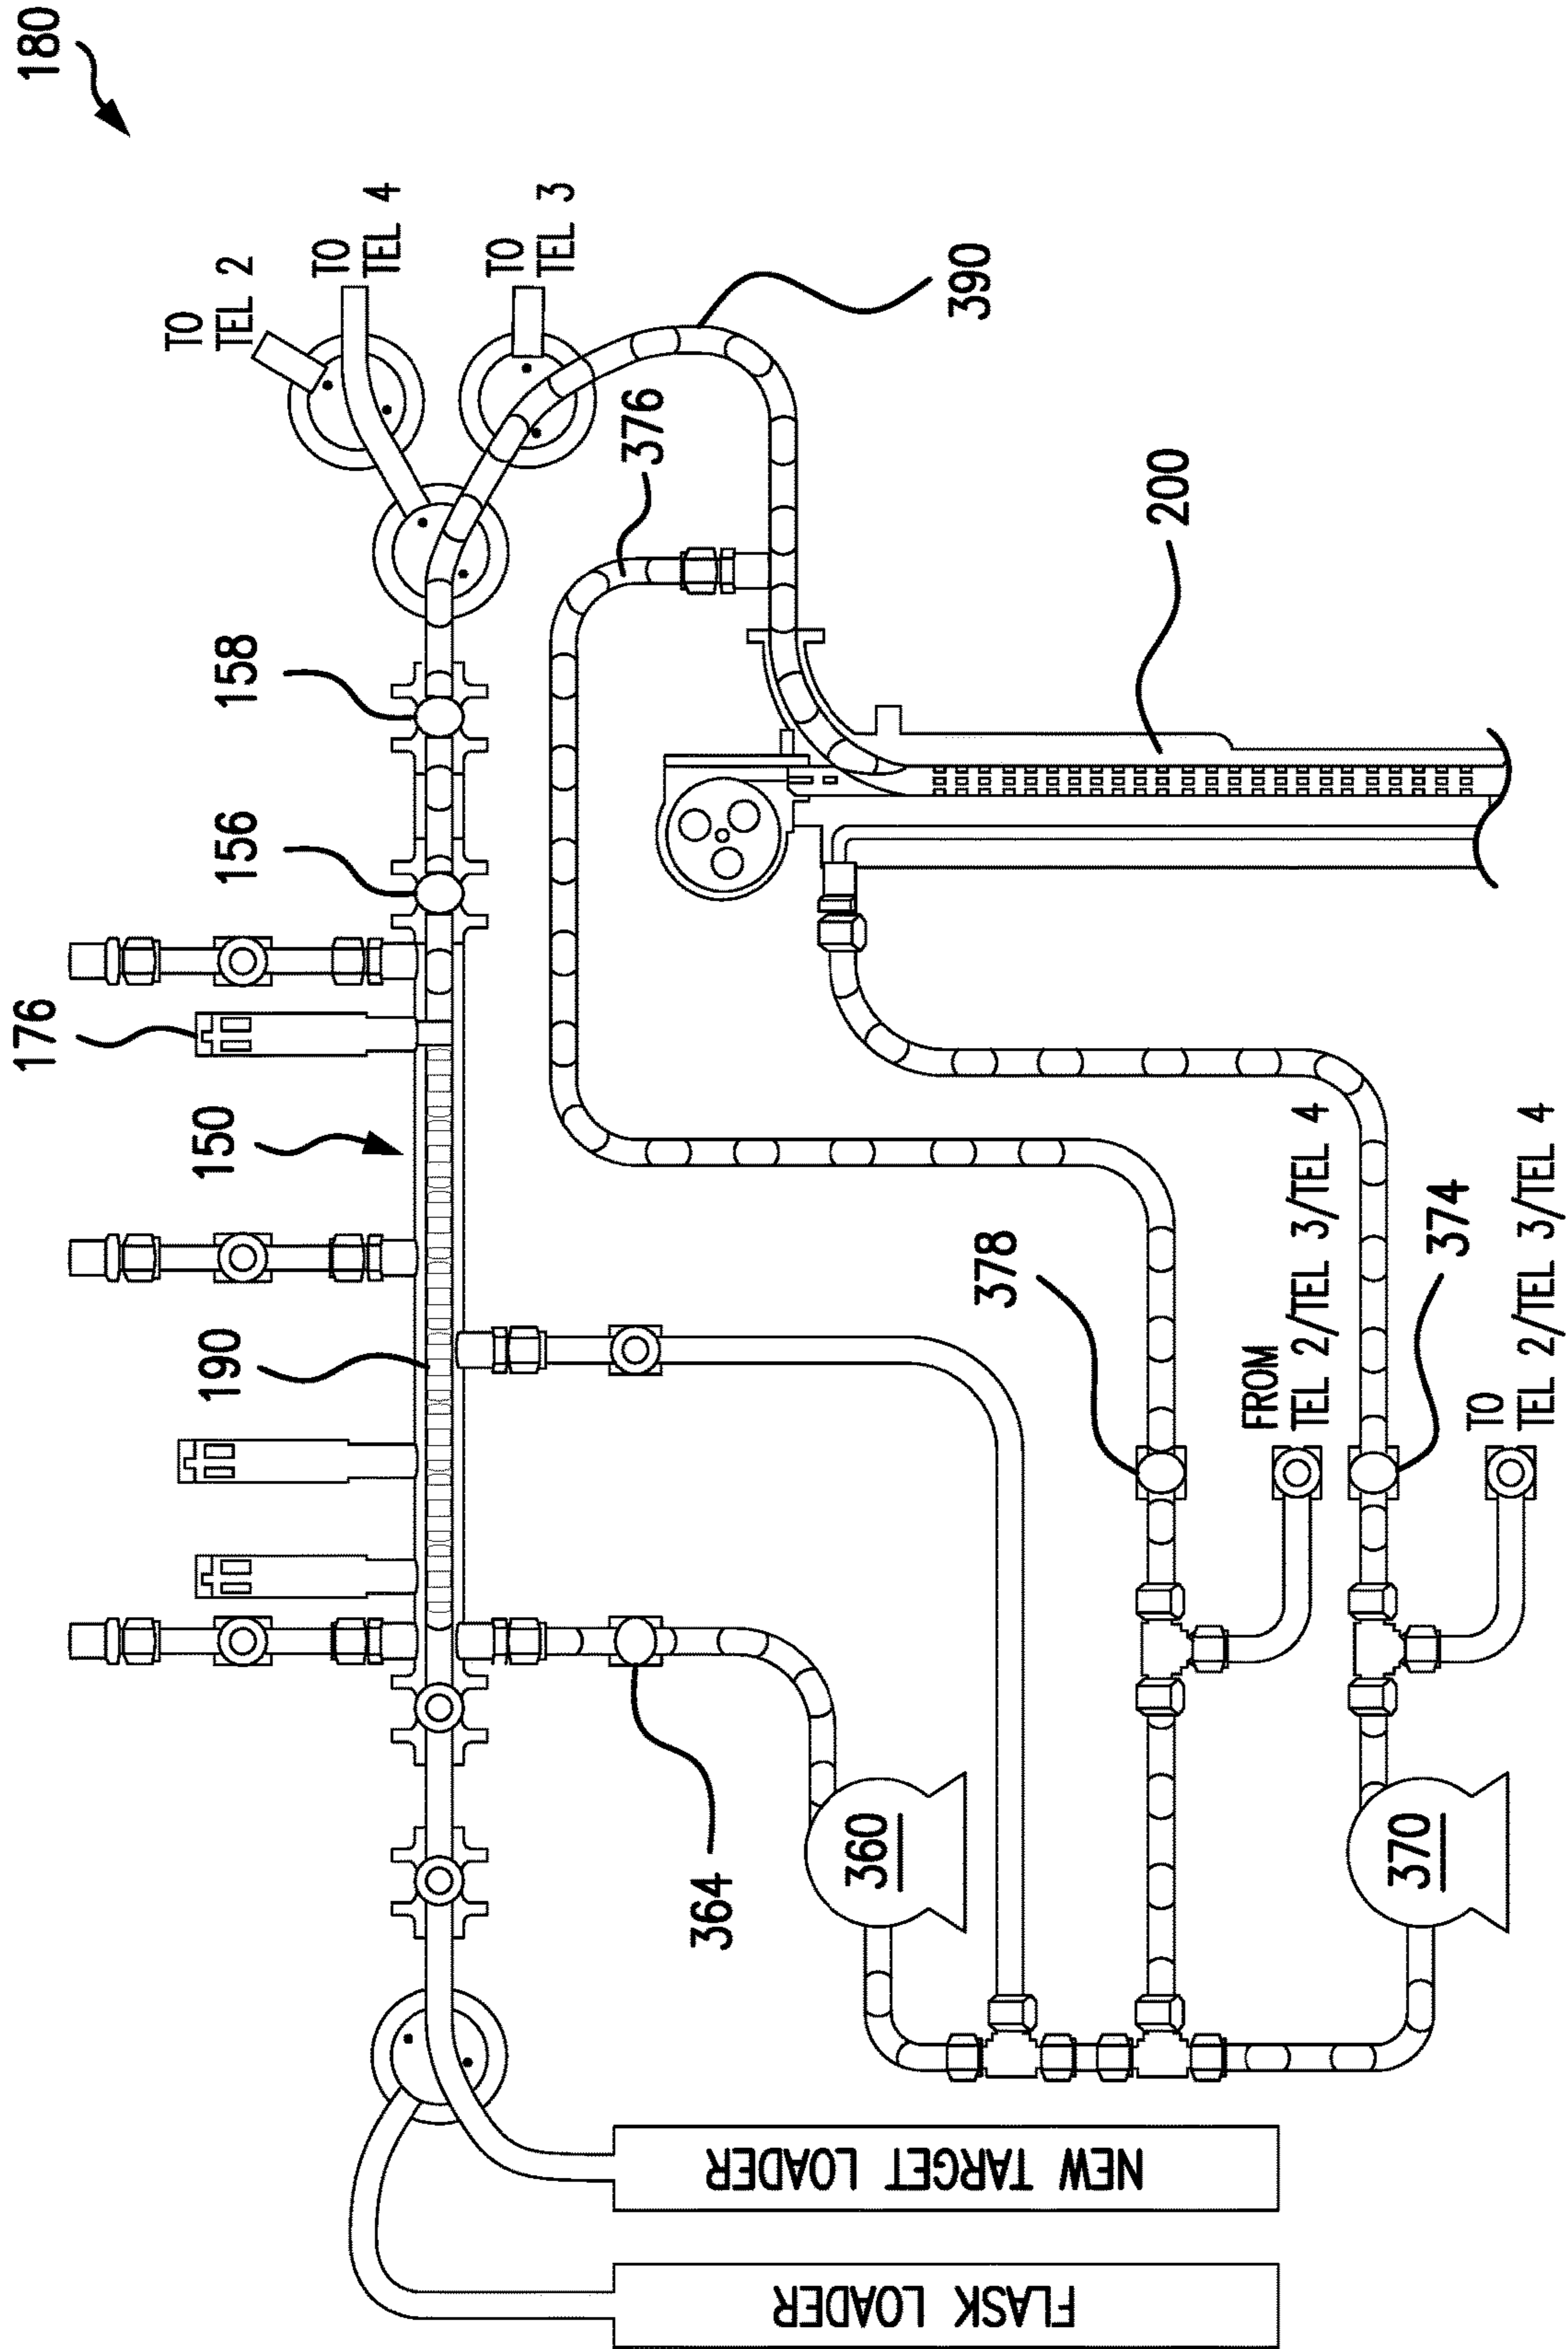 180
TO
TEL 2
TO
TEL 4
TO
TEL 3
390
376
158
156
200
176
150
190
378
FROM
TEL 2/TEL 3/TEL 4
374
TO
TEL 2/TEL 3/TEL 4
364
360
370
NEW TARGET LOADER
FLASK LOADER